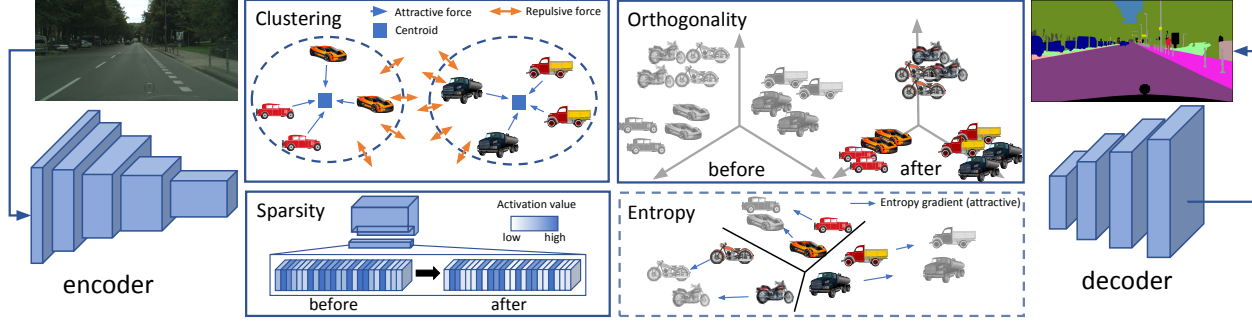 Clustering
Attractive force
Repulsive force
Centroid
Orthogonality
before
after
encoder
Sparsity
Activation value
low
high
before
after
Entropy
Entropy gradient (attractive)
decoder